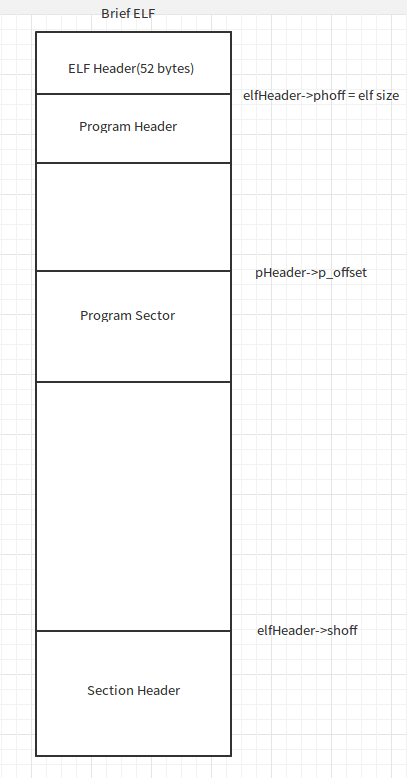 Brief ELF
ELF Header(52 bytes)
elfHeader->phoff = elf size
Program Header
pHeader->p_offset
Program Sector
elfHeader->shoff
Section Header